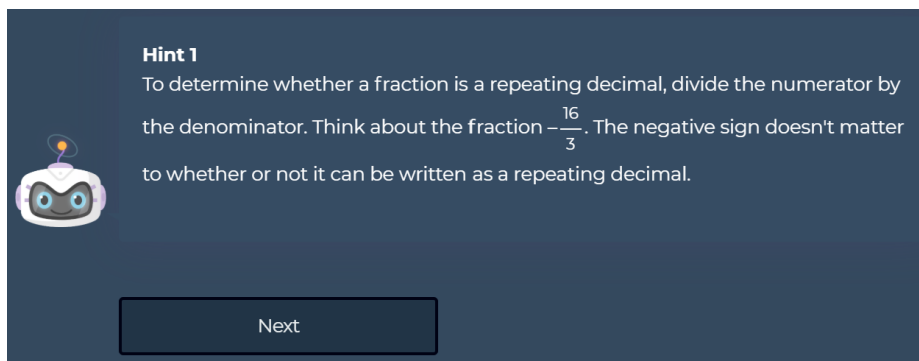 Hint 1
To determine whether a fraction is a repeating decimal, divide the numerator by
the denominator. Think about the fraction −16/3. The negative sign doesn't matter
to whether or not it can be written as a repeating decimal.
Next